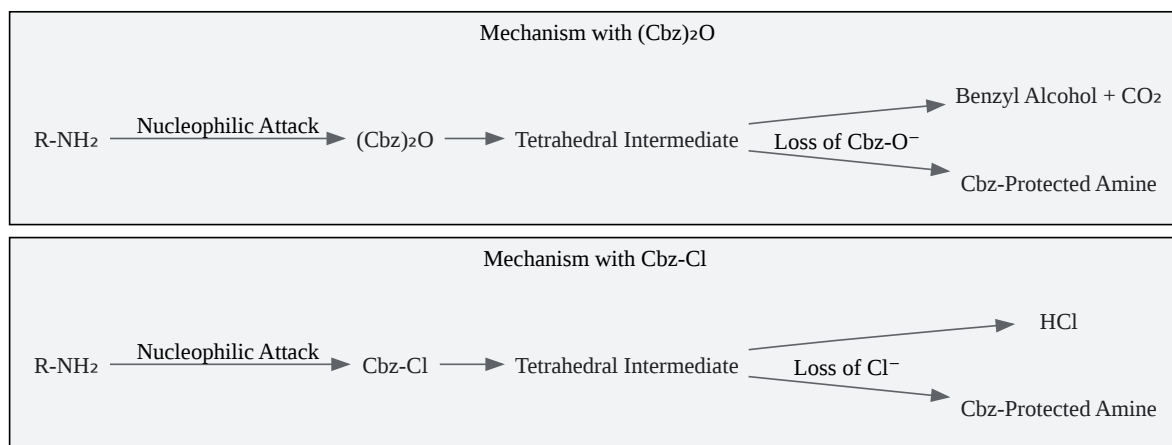 Mechanism with (Cbz)₂O
R-NH₂
Nucleophilic Attack
(Cbz)₂O
Tetrahedral Intermediate
Loss of Cbz-O⁻
Benzyl Alcohol + CO₂
Cbz-Protected Amine
Mechanism with Cbz-Cl
R-NH₂
Nucleophilic Attack
Cbz-Cl
Tetrahedral Intermediate
Loss of Cl⁻
HCl
Cbz-Protected Amine